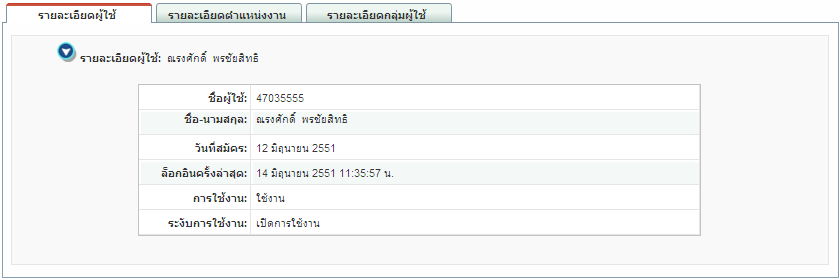 รายละเอียดผู้ใช้ รายละเอียดตำแหน่งงาน รายละเอียดกลุ่มผู้ใช้
รายละเอียดผู้ใช้: ณรงศักดิ์ พรชัยสิทธิ
ชื่อผู้ใช้: 47035555
ชื่อ-นามสกุล: ณรงศักดิ์ พรชัยสิทธิ
วันที่สมัคร: 12 มิถุนายน 2551
ล็อกอินครั้งล่าสุด: 14 มิถุนายน 2551 11:35:57 น.
การใช้งาน: ใช้งาน
ระงับการใช้งาน: เปิดการใช้งาน